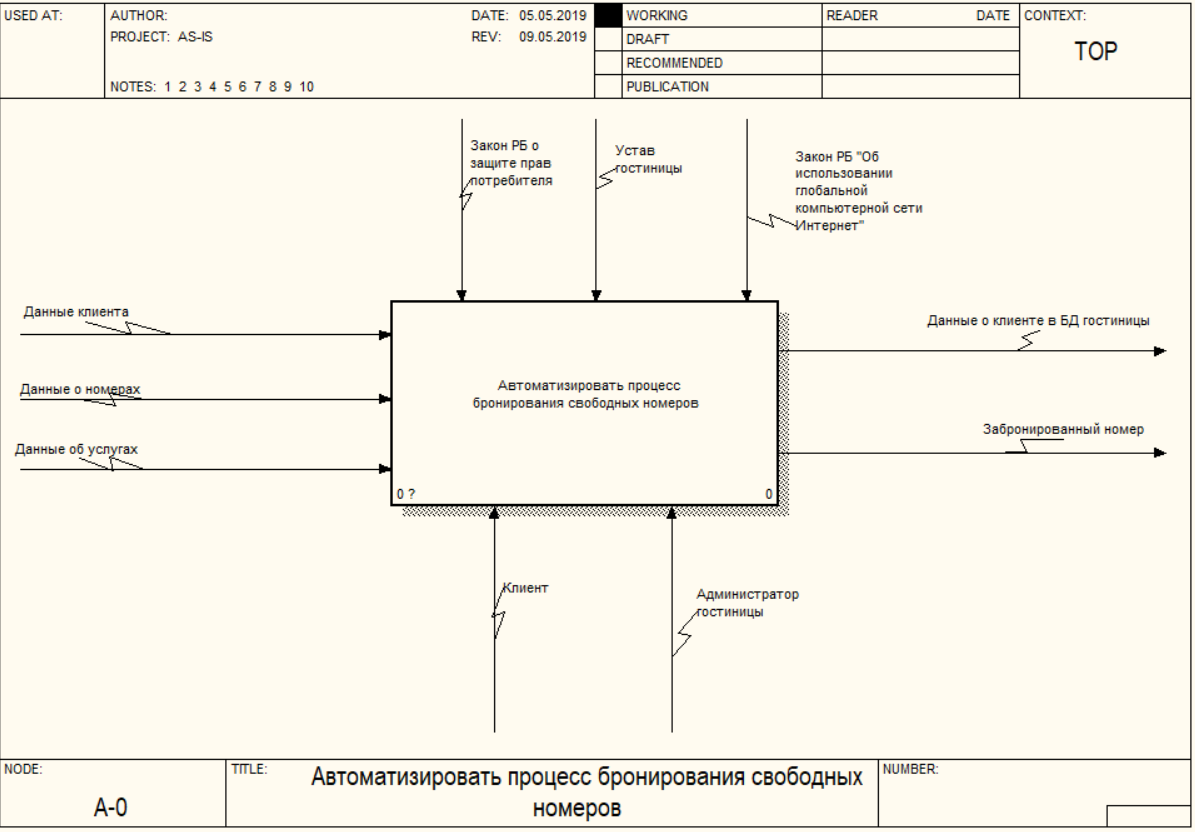 USED AT:
AUTHOR:
DATE: 05.05.2019
PROJECT: AS-IS
REV: 09.05.2019
NOTES: 1 2 3 4 5 6 7 8 9 10
WORKING
DRAFT
RECOMMENDED
PUBLICATION
READER DATE
CONTEXT:
TOP
Закон РБ о
защите прав
потребителя
Устав
гостиницы
Закон РБ "Об
использовании
глобальной
компьютерной сети
Интернет"
Данные клиента
Данные о номерах
Данные об услугах
Автоматизировать процесс
бронирования свободных номеров
0 ?
0
Данные о клиенте в БД гостиницы
Забронированный номер
Клиент
Администратор
гостиницы
NODE:
A-0
TITLE:
Автоматизировать процесс бронирования свободных
номеров
NUMBER: